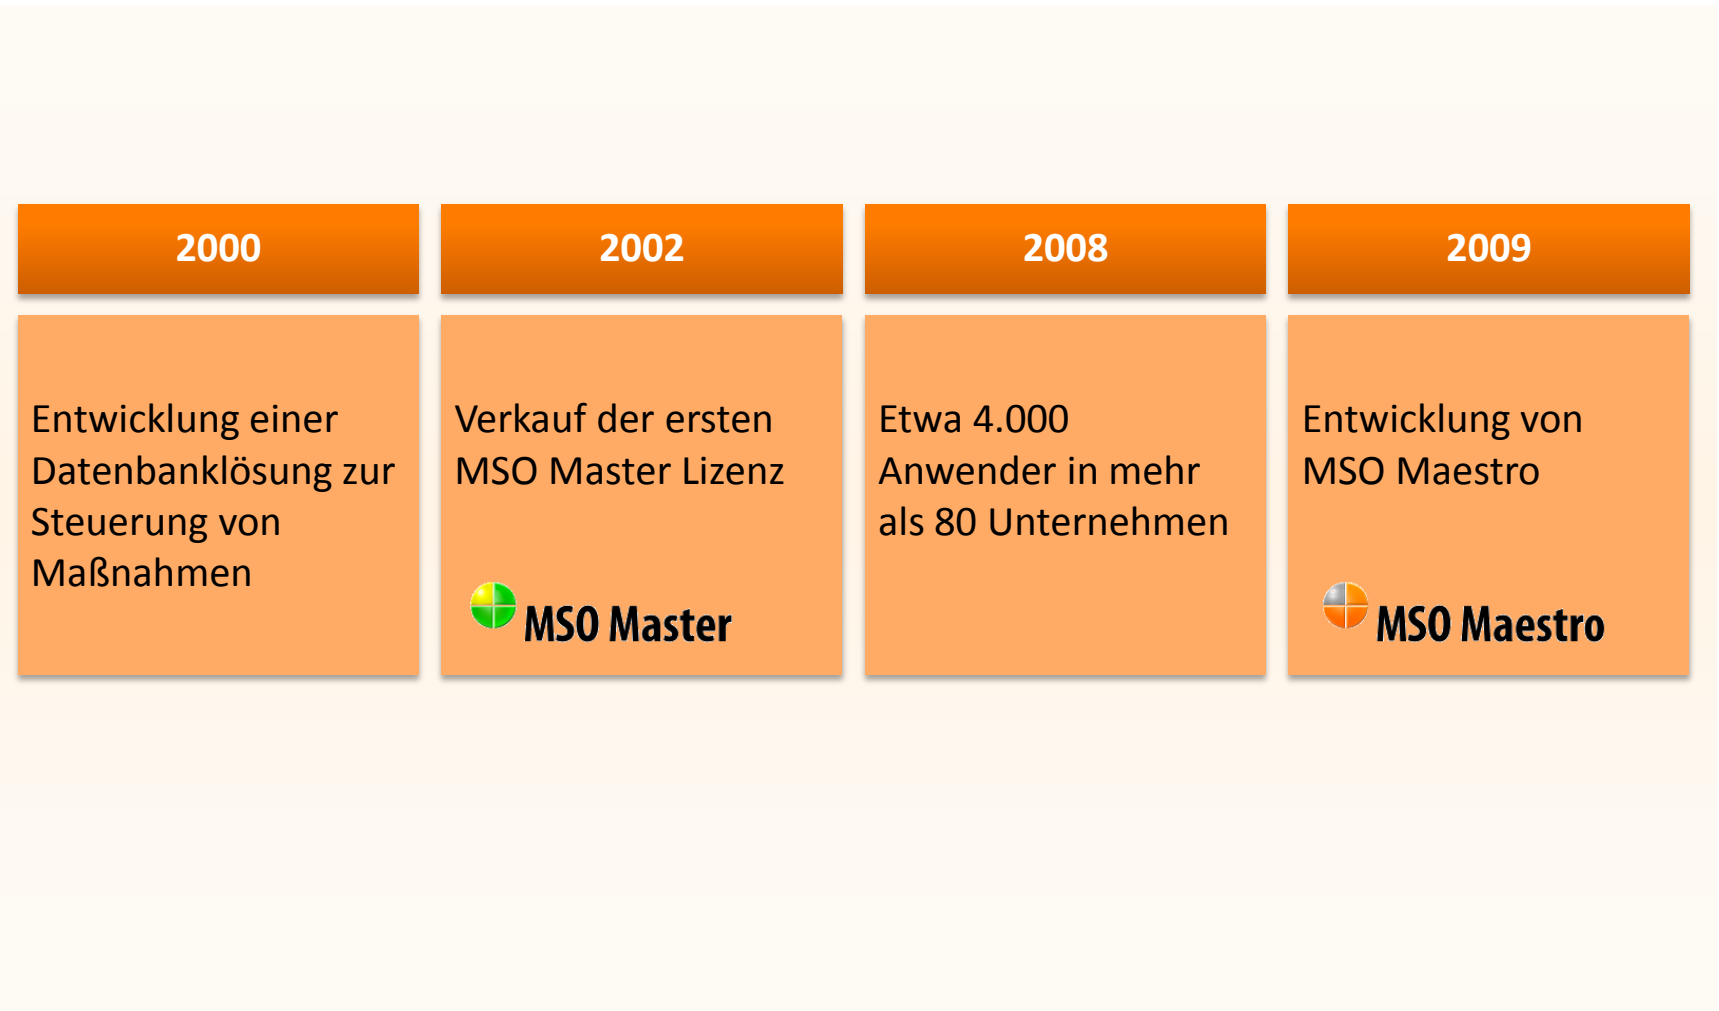 2000
Entwicklung einer
Datenbanklösung zur
Steuerung von
Maßnahmen
2002
Verkauf der ersten
MSO Master Lizenz
MSO Master
2008
Etwa 4.000
Anwender in mehr
als 80 Unternehmen
2009
Entwicklung von
MSO Maestro
MSO Maestro